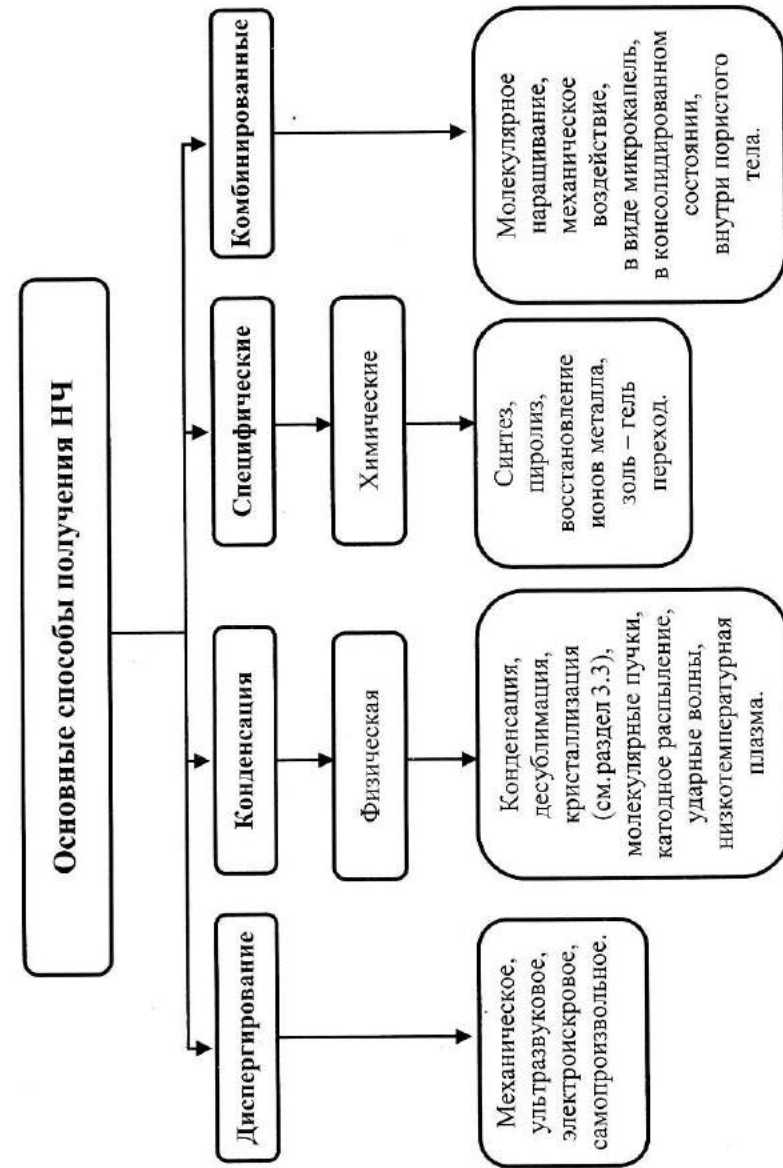 Основные способы получения НЧ
Диспергирование
Механическое,
ультразвуковое,
электроискровое,
самопроизвольное.
Конденсация
Физическая
Конденсация,
десублимация,
кристаллизация
(см.раздел 3.3),
молекулярные пучки,
катодное распыление,
ударные волны,
низкотемпературная
плазма.
Специфические
Химические
Синтез,
пиролиз,
восстановление
ионов металла,
золь – гель
переход.
Комбинированные
Молекулярное
наращивание,
механическое
воздействие,
в виде микрокапель,
в консолидированном
состоянии,
внутри пористого
тела.